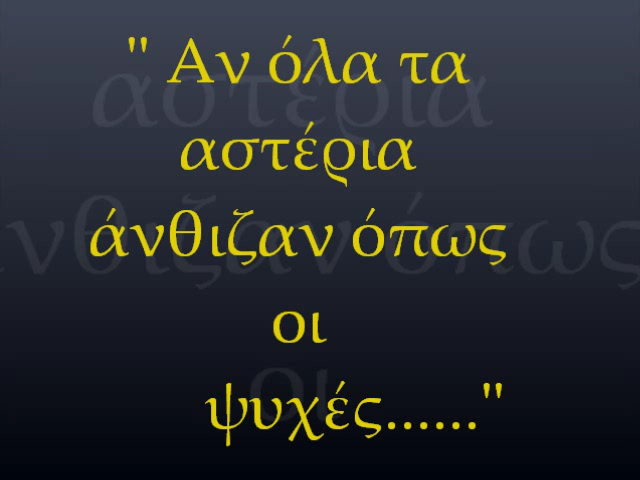 " Αν όλα τα
αστέρια
άνθιζαν όπως
οι
ψυχές......"